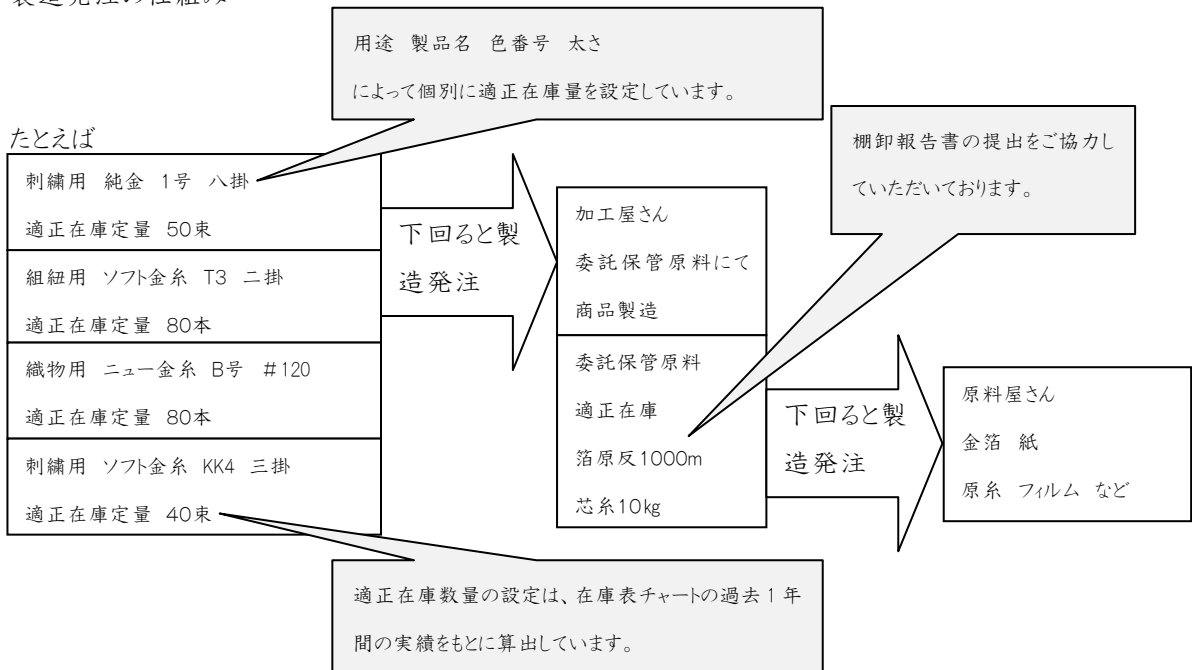 用途 製品名 色番号 太さ
によって個別に適正在庫量を設定しています。
たとえば
刺繍用 純金 1号 八掛
適正在庫定量 50束
組紐用 ソフト金糸 T3 二掛
適正在庫定量 80本
織物用 ニュー金糸 B号 #120
適正在庫定量 80本
刺繍用 ソフト金糸 KK4 三掛
適正在庫定量 40束
下回ると製
造発注
加工屋さん
委託保管原料にて
商品製造
委託保管原料
適正在庫
箔原反1000m
芯糸10kg
棚卸報告書の提出をご協力し
ていただいております。
下回ると製
造発注
原料屋さん
金箔 紙
原糸 フィルム など
適正在庫数量の設定は、在庫表チャートの過去1年
間の実績をもとに算出しています。